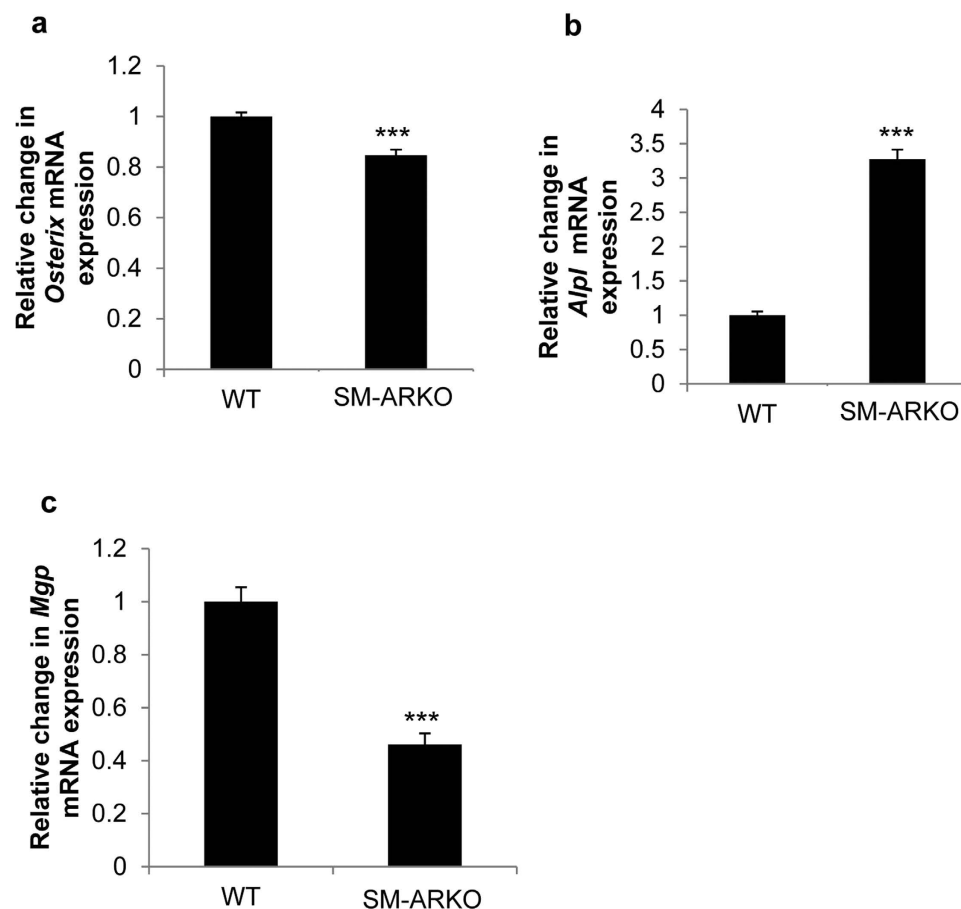 a
Relative change in
Osterix mRNA
expression
1.2
1
0.8
0.6
0.4
0.2
0
***
WT
SM-ARKO
b
Relative change in
Alpl mRNA
expression
4
3.5
3
2.5
2
1.5
1
0.5
0
***
WT
SM-ARKO
c
Relative change in Mgp
mRNA expression
1.2
1
0.8
0.6
0.4
0.2
0
***
WT
SM-ARKO